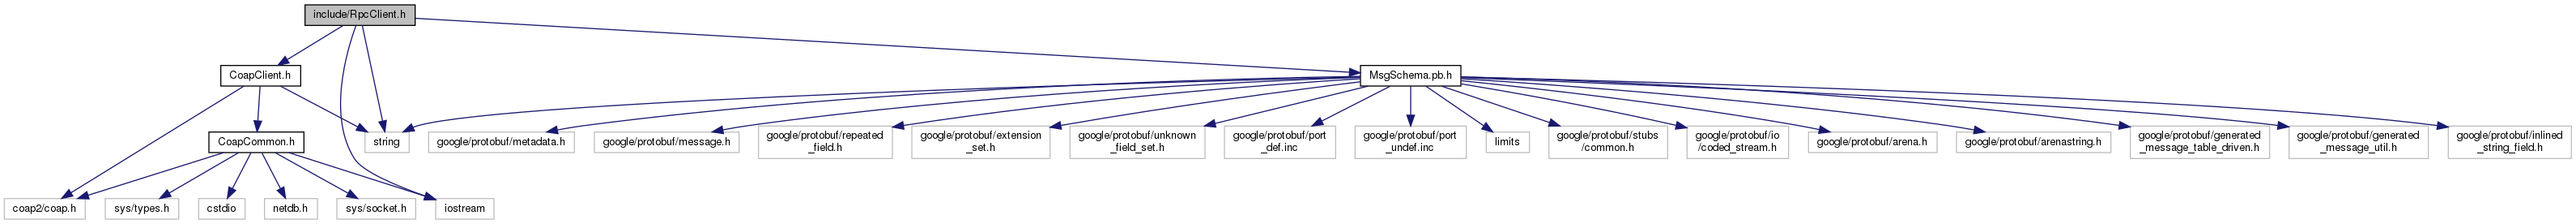 include/RpcClient.h
CoapClient.h
MsgSchema.pb.h
CoapCommon.h
string
google/protobuf/metadata.h
google/protobuf/message.h
google/protobuf/repeated
_field.h
google/protobuf/extension
_set.h
google/protobuf/unknown
_field_set.h
google/protobuf/port
_def.inc
google/protobuf/port
_undef.inc
limits
google/protobuf/stubs
/common.h
google/protobuf/io
/coded_stream.h
google/protobuf/arena.h
google/protobuf/arenastring.h
google/protobuf/generated
_message_table_driven.h
google/protobuf/generated
_message_util.h
google/protobuf/inlined
_string_field.h
coap2/coap.h
sys/types.h
cstdio
netdb.h
sys/socket.h
iostream